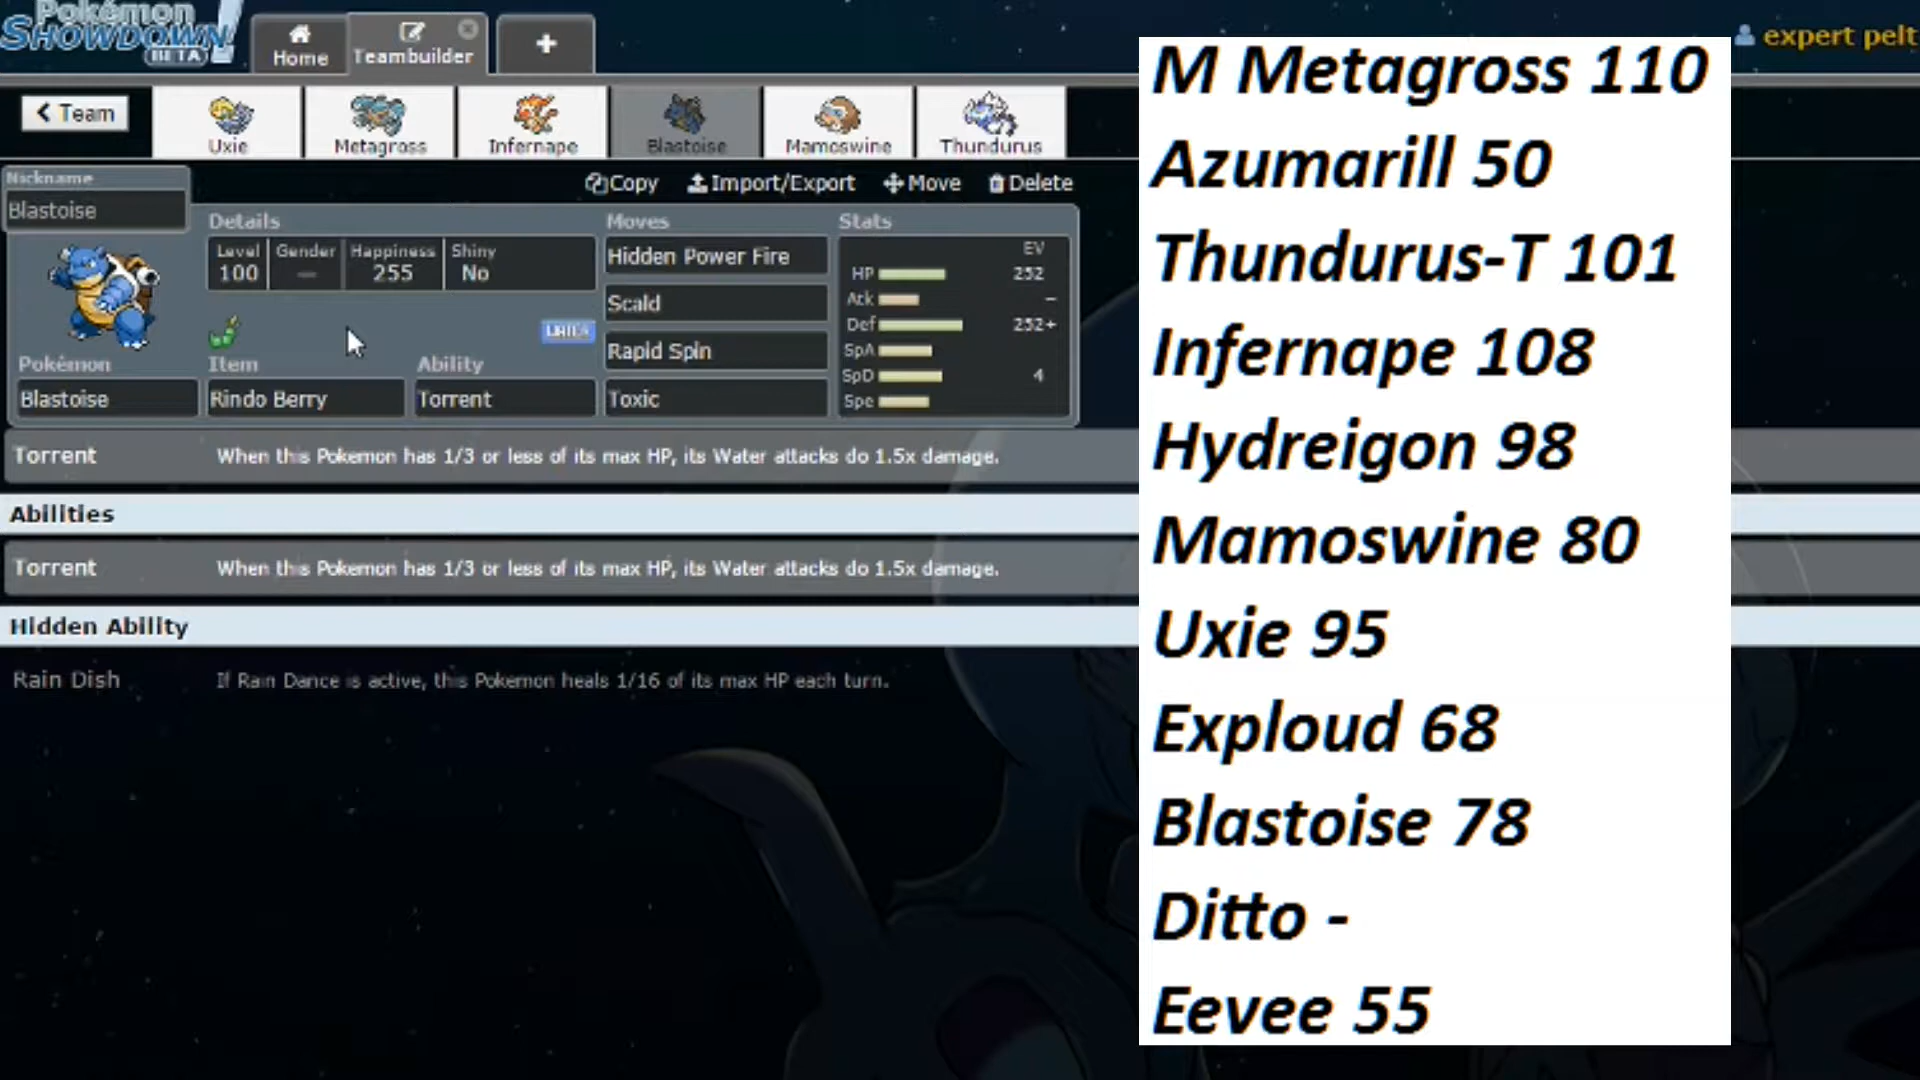 Pokémon
SHOWDOWN!
BETA
Home
Teambuilder
+
expert pelt
< Team
Uxie
Metagross
Infernape
Blastoise
Mamoswine
Thundurus
Nickname
Blastoise
Copy Import/Export Move Delete
Details
Level Gender Happiness Shiny
100 — 255 No
WATER
Pokémon Item Ability
Blastoise Rindo Berry Torrent
Moves
Hidden Power Fire
Scald
Rapid Spin
Toxic
Stats
EV
HP 252
Atk –
Def 252+
SpA
SpD 4
Spe
Torrent When this Pokemon has 1/3 or less of its max HP, its Water attacks do 1.5x damage.
Abilities
Torrent When this Pokemon has 1/3 or less of its max HP, its Water attacks do 1.5x damage.
Hidden Ability
Rain Dish If Rain Dance is active, this Pokemon heals 1/16 of its max HP each turn.
M Metagross 110
Azumarill 50
Thundurus-T 101
Infernape 108
Hydreigon 98
Mamoswine 80
Uxie 95
Exploud 68
Blastoise 78
Ditto -
Eevee 55